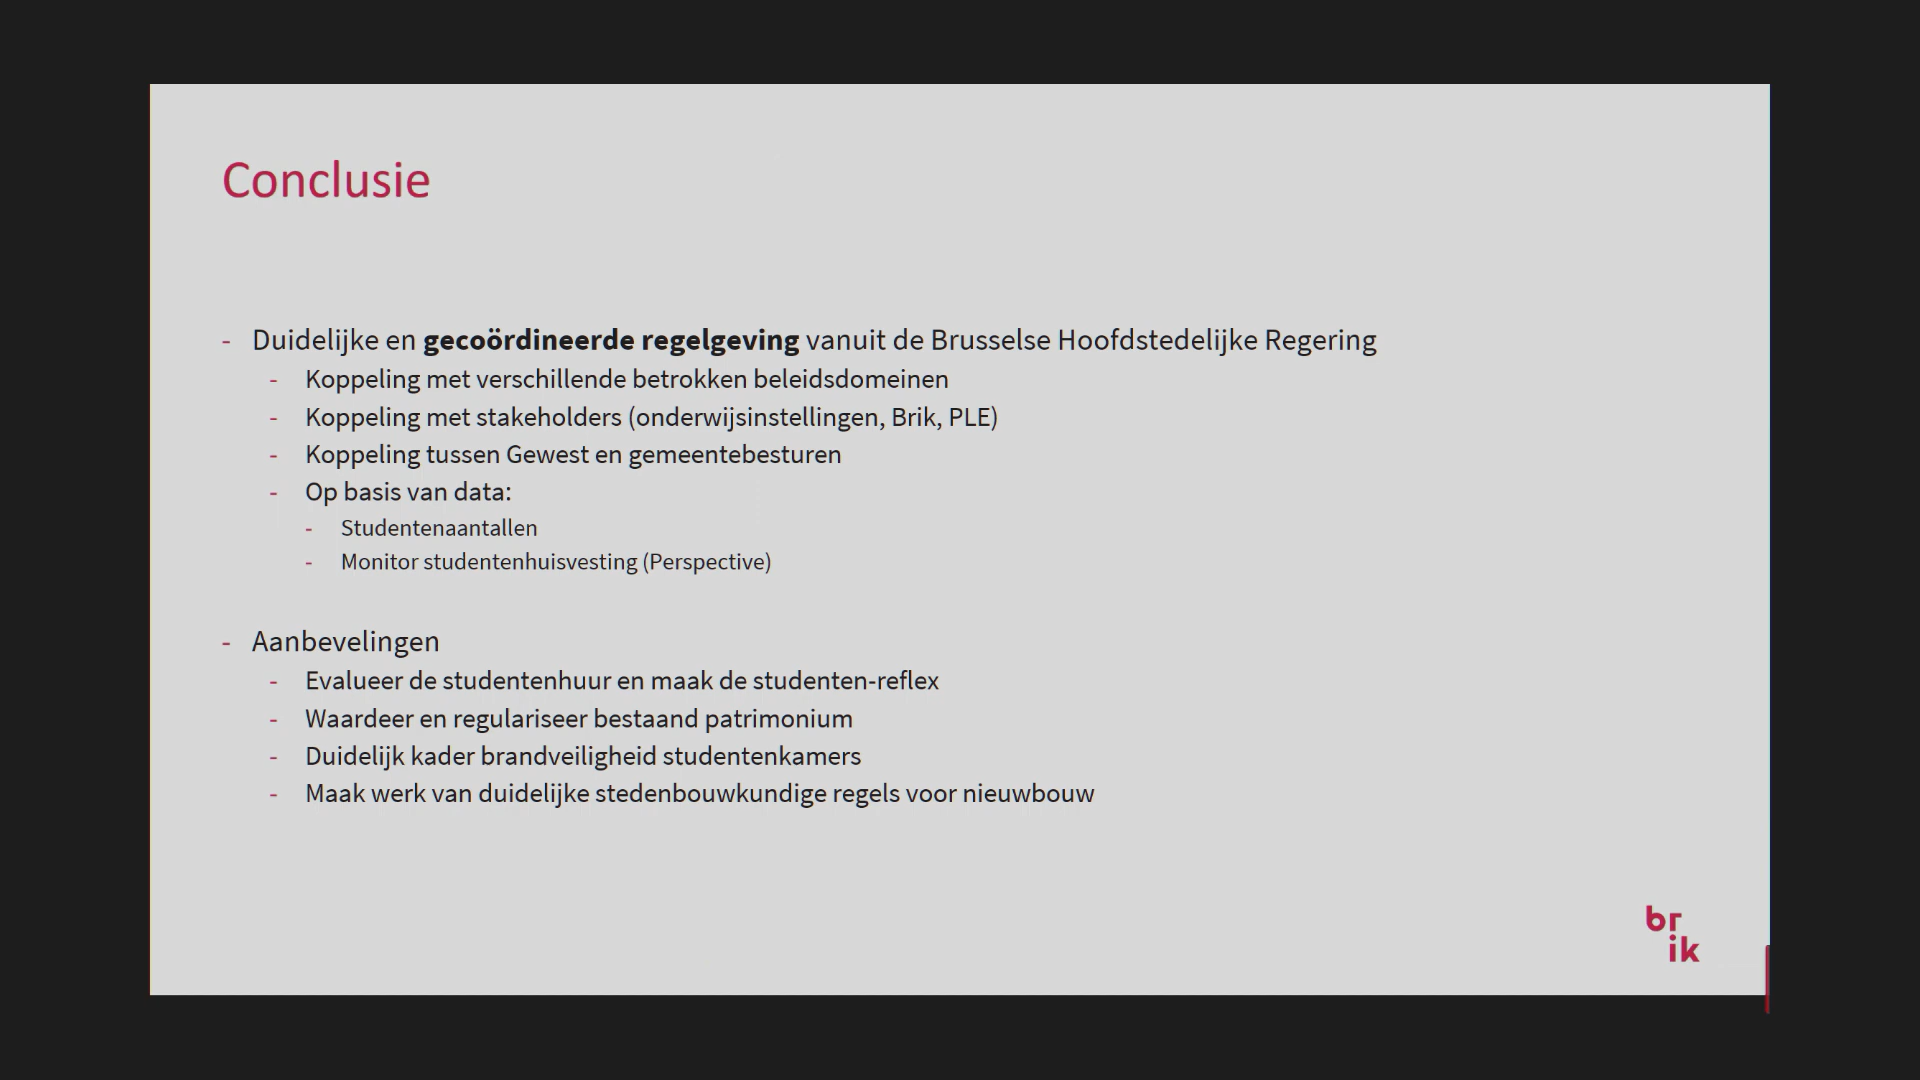 Conclusie
- Duidelijke en gecoördineerde regelgeving vanuit de Brusselse Hoofdstedelijke Regering
- Koppeling met verschillende betrokken beleidsdomeinen
- Koppeling met stakeholders (onderwijsinstellingen, Brik, PLE)
- Koppeling tussen Gewest en gemeentebesturen
- Op basis van data:
- Studentenaantallen
- Monitor studentenhuisvesting (Perspective)
- Aanbevelingen
- Evalueer de studentenhuur en maak de studenten-reflex
- Waardeer en regulariseer bestaand patrimonium
- Duidelijk kader brandveiligheid studentenkamers
- Maak werk van duidelijke stedenbouwkundige regels voor nieuwbouw
br
ik